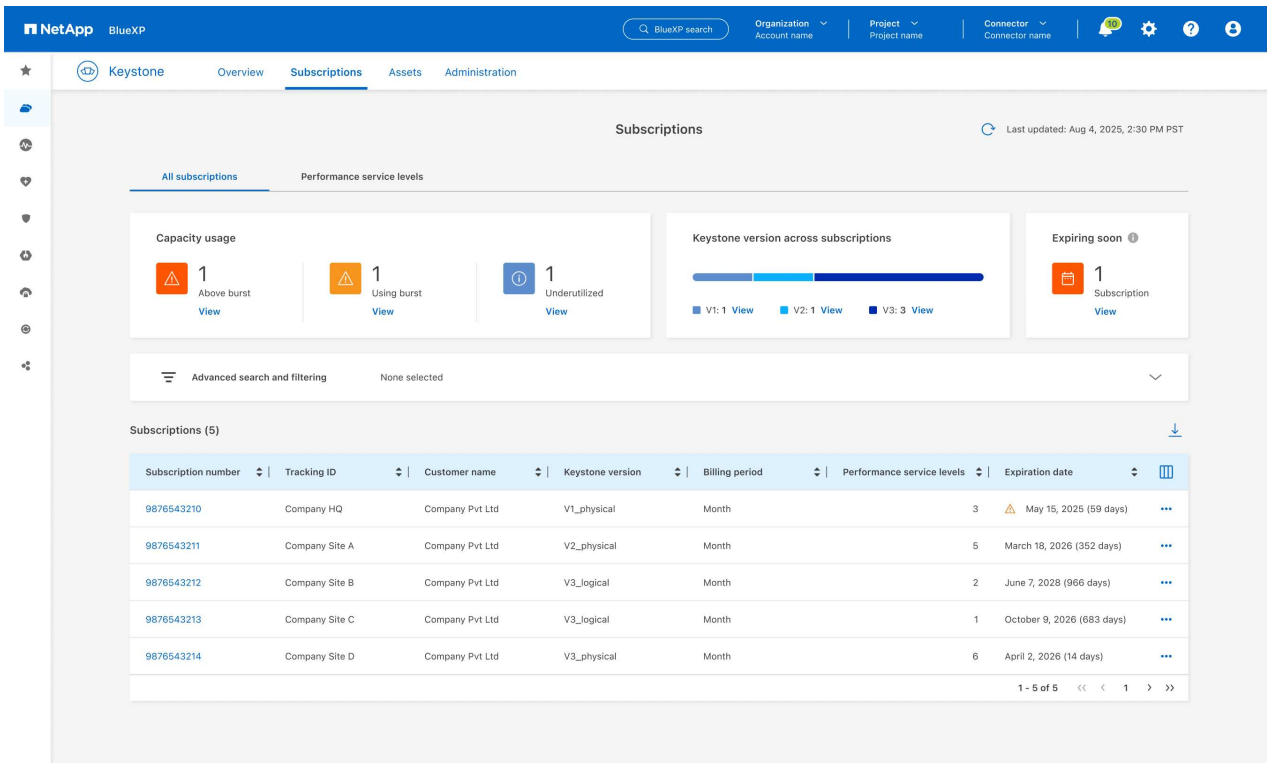 NetApp BlueXP
BlueXP search
Organization
Account name
Project
Project name
Connector
Connector name
10
Keystone Overview Subscriptions Assets Administration
Subscriptions
Last updated: Aug 4, 2025, 2:30 PM PST
All subscriptions Performance service levels
Capacity usage
1
Above burst
View
1
Using burst
View
1
Underutilized
View
Keystone version across subscriptions
V1: 1 View V2: 1 View V3: 3 View
Expiring soon
1
Subscription
View
Advanced search and filtering None selected
Subscriptions (5)
Subscription number Tracking ID Customer name Keystone version Billing period Performance service levels Expiration date
9876543210 Company HQ Company Pvt Ltd V1_physical Month 3 May 15, 2025 (59 days)
9876543211 Company Site A Company Pvt Ltd V2_physical Month 5 March 18, 2026 (352 days)
9876543212 Company Site B Company Pvt Ltd V3_logical Month 2 June 7, 2028 (966 days)
9876543213 Company Site C Company Pvt Ltd V3_logical Month 1 October 9, 2026 (683 days)
9876543214 Company Site D Company Pvt Ltd V3_physical Month 6 April 2, 2026 (14 days)
1 - 5 of 5 << < 1 > >>